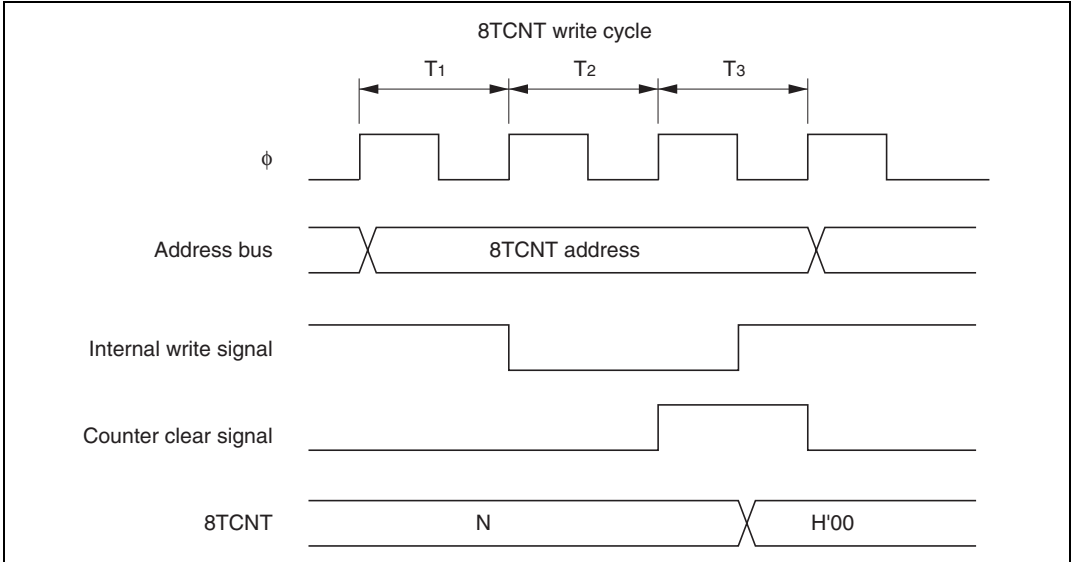 8TCNT write cycle
T1 T2 T3
φ
Address bus 8TCNT address
Internal write signal
Counter clear signal
8TCNT N H'00